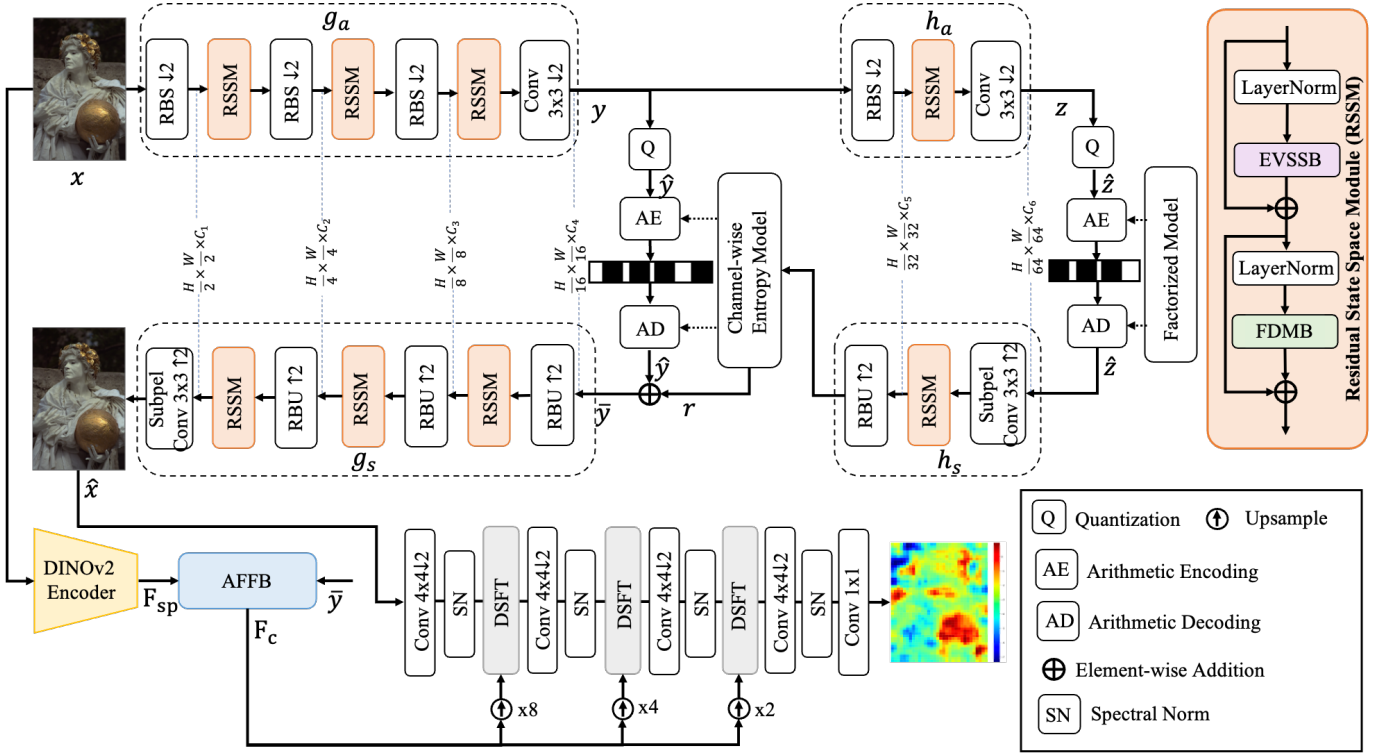 g_a
RBS ↓2
RSSM
RBS ↓2
RSSM
RBS ↓2
RSSM
Conv
3x3 ↓2
x
y
h_a
RBS ↓2
RSSM
Conv
3x3 ↓2
z
Q
ŷ
AE
AD
ŷ
r
ȳ
Channel-wise
Entropy Model
Q
ẑ
AE
AD
ẑ
Factorized Model
H/2 × W/2 ×C₁
H/4 × W/4 ×C₂
H/8 × W/8 ×C₃
H/16 × W/16 ×C₄
H/32 × W/32 ×C₅
H/64 × W/64 ×C₆
Subpel
Conv 3x3 ↑2
RSSM
RBU ↑2
RSSM
RBU ↑2
RSSM
RBU ↑2
g_s
RBU ↑2
RSSM
Subpel
Conv 3x3 ↑2
h_s
LayerNorm
EVSSB
LayerNorm
FDMB
Residual State Space Module (RSSM)
x̂
DINOv2
Encoder
F_sp
AFFB
ȳ
F_c
Conv 4x4↓2
SN
DSFT
Conv 4x4↓2
SN
DSFT
Conv 4x4↓2
SN
DSFT
Conv 4x4↓2
SN
Conv 1x1
x8
x4
x2
Q Quantization
Upsample
AE Arithmetic Encoding
AD Arithmetic Decoding
Element-wise Addition
SN Spectral Norm